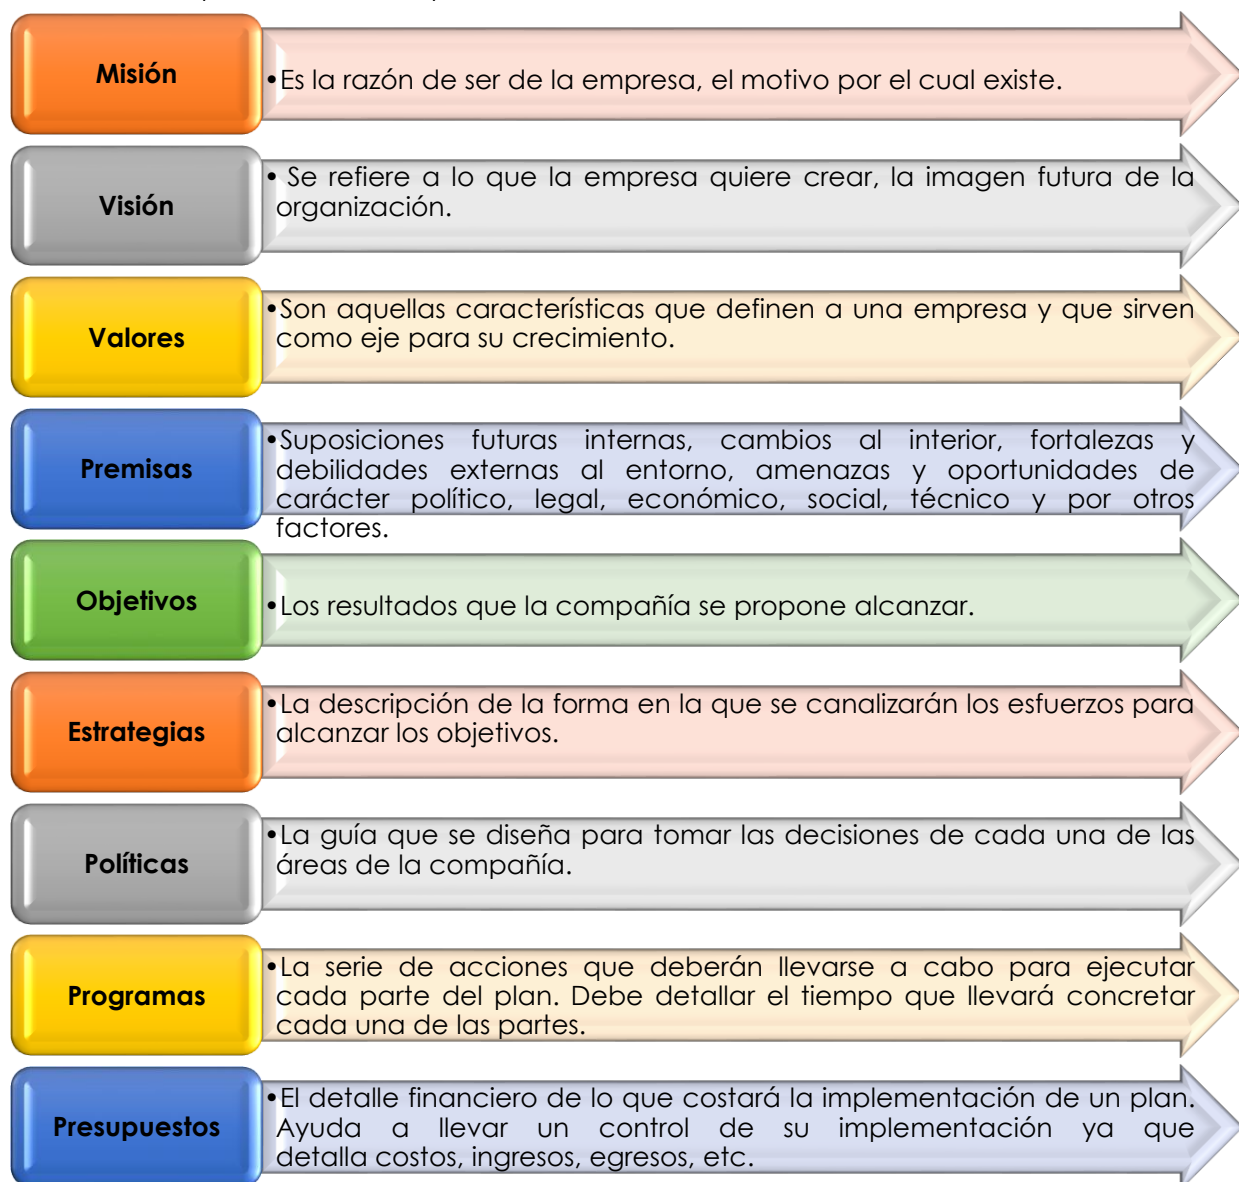 Misión
•Es la razón de ser de la empresa, el motivo por el cual existe.
Visión
• Se refiere a lo que la empresa quiere crear, la imagen futura de la
organización.
Valores
•Son aquellas características que definen a una empresa y que sirven
como eje para su crecimiento.
Premisas
•Suposiciones futuras internas, cambios al interior, fortalezas y
debilidades externas al entorno, amenazas y oportunidades de
carácter político, legal, económico, social, técnico y por otros
factores.
Objetivos
•Los resultados que la compañía se propone alcanzar.
Estrategias
•La descripción de la forma en la que se canalizarán los esfuerzos para
alcanzar los objetivos.
Políticas
•La guía que se diseña para tomar las decisiones de cada una de las
áreas de la compañía.
Programas
•La serie de acciones que deberán llevarse a cabo para ejecutar
cada parte del plan. Debe detallar el tiempo que llevará concretar
cada una de las partes.
Presupuestos
•El detalle financiero de lo que costará la implementación de un plan.
Ayuda a llevar un control de su implementación ya que
detalla costos, ingresos, egresos, etc.